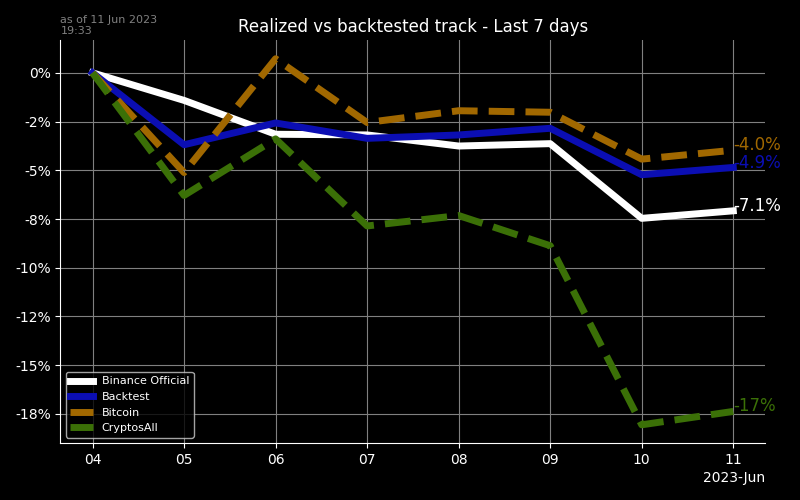 as of 11 Jun 2023
19:33
Realized vs backtested track - Last 7 days
0%
-2%
-5%
-8%
-10%
-12%
-15%
-18%
-4.0%
-4.9%
-7.1%
-17%
Binance Official
Backtest
Bitcoin
CryptosAll
04 05 06 07 08 09 10 11
2023-Jun